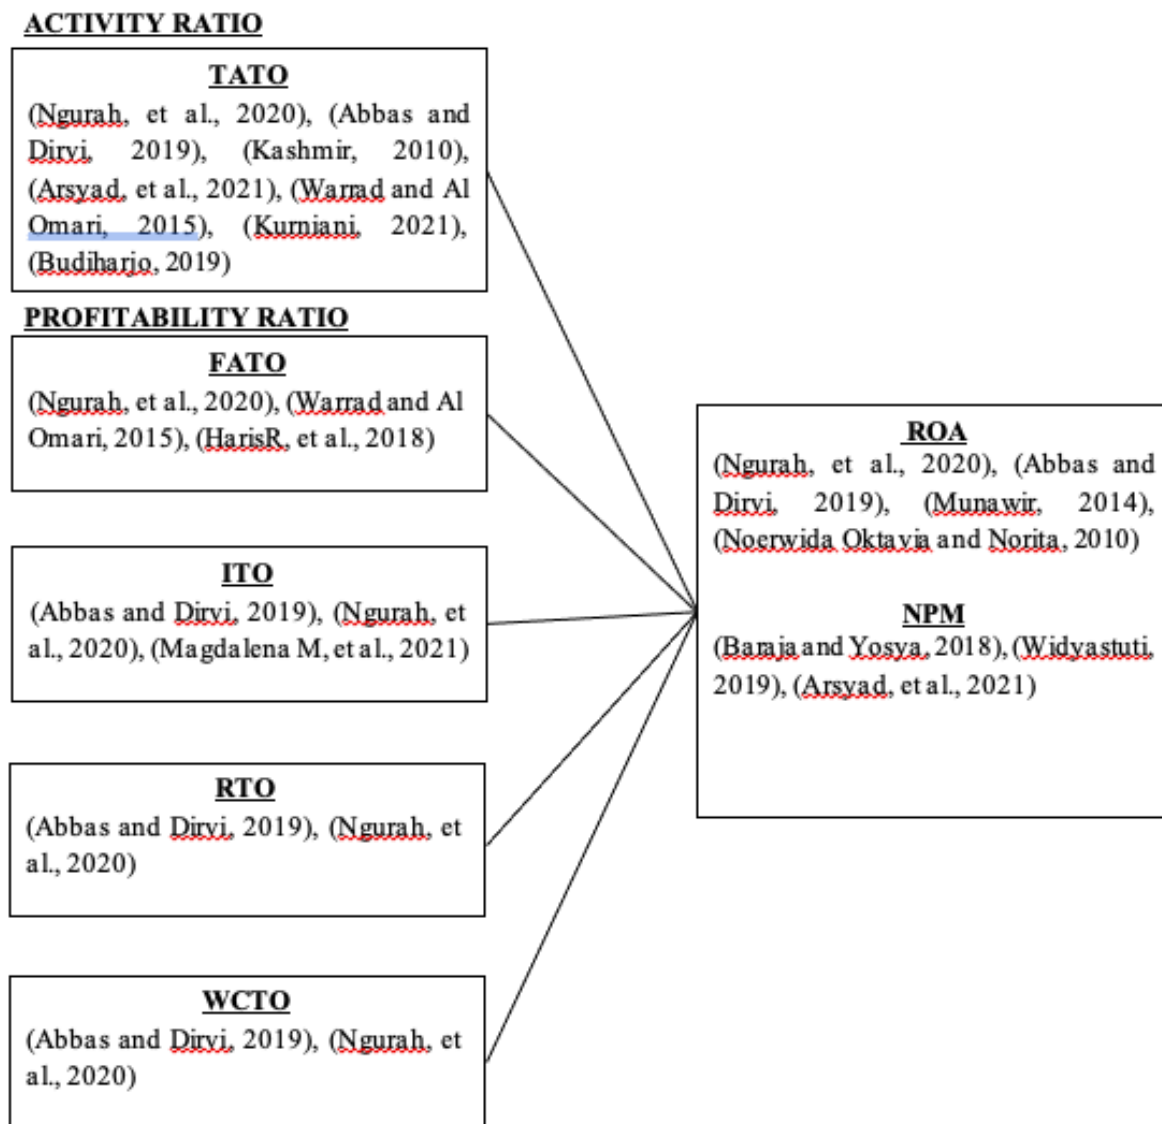 ACTIVITY RATIO
TATO
(Ngurah, et al., 2020), (Abbas and
Dirvi, 2019), (Kashmir, 2010),
(Arsyad, et al., 2021), (Warrad and Al
Omari, 2015), (Kurniani, 2021),
(Budiharjo, 2019)
PROFITABILITY RATIO
FATO
(Ngurah, et al., 2020), (Warrad and Al
Omari, 2015), (HarisR, et al., 2018)
ITO
(Abbas and Dirvi, 2019), (Ngurah, et
al., 2020), (Magdalena M, et al., 2021)
RTO
(Abbas and Dirvi, 2019), (Ngurah, et
al., 2020)
WCTO
(Abbas and Dirvi, 2019), (Ngurah, et
al., 2020)
ROA
(Ngurah, et al., 2020), (Abbas and
Dirvi, 2019), (Munawir, 2014),
(Noerwida Oktavia and Norita, 2010)
NPM
(Baraja and Yosya, 2018), (Widyastuti,
2019), (Arsyad, et al., 2021)